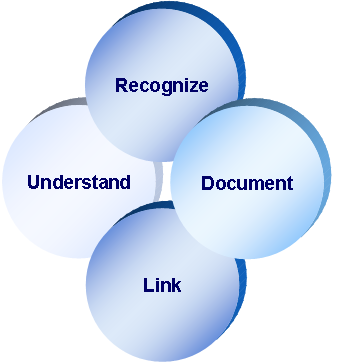 Recognize
Understand
Document
Link